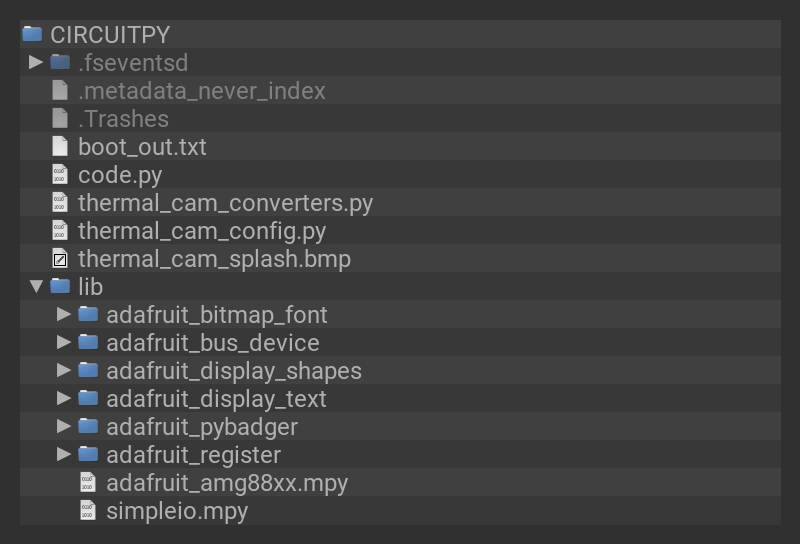 CIRCUITPY
.fseventsd
.metadata_never_index
.Trashes
boot_out.txt
code.py
thermal_cam_converters.py
thermal_cam_config.py
thermal_cam_splash.bmp
lib
adafruit_bitmap_font
adafruit_bus_device
adafruit_display_shapes
adafruit_display_text
adafruit_pybadger
adafruit_register
adafruit_amg88xx.mpy
simpleio.mpy